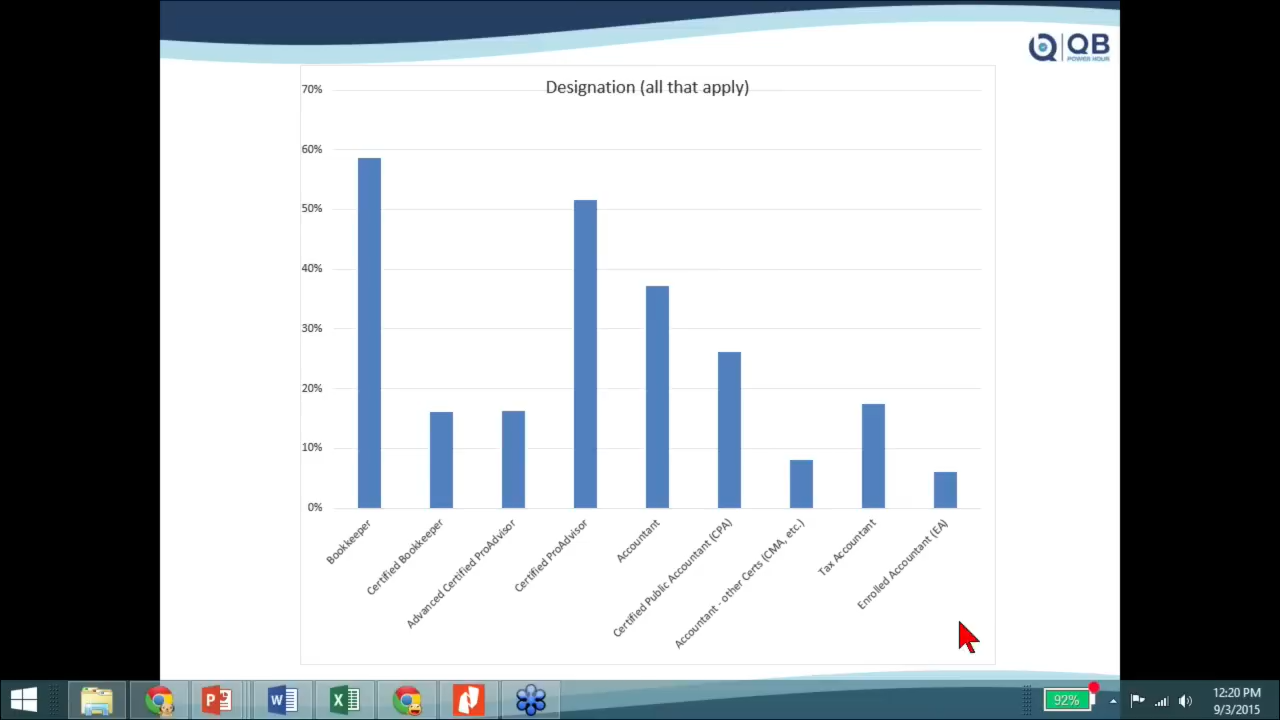 QB
POWER HOUR
Designation (all that apply)
70%
60%
50%
40%
30%
20%
10%
0%
Bookkeeper
Certified Bookkeeper
Advanced Certified ProAdvisor
Certified ProAdvisor
Accountant
Certified Public Accountant (CPA)
Accountant - other Certs (CMA, etc.)
Tax Accountant
Enrolled Accountant (EA)
92%
12:20 PM
9/3/2015